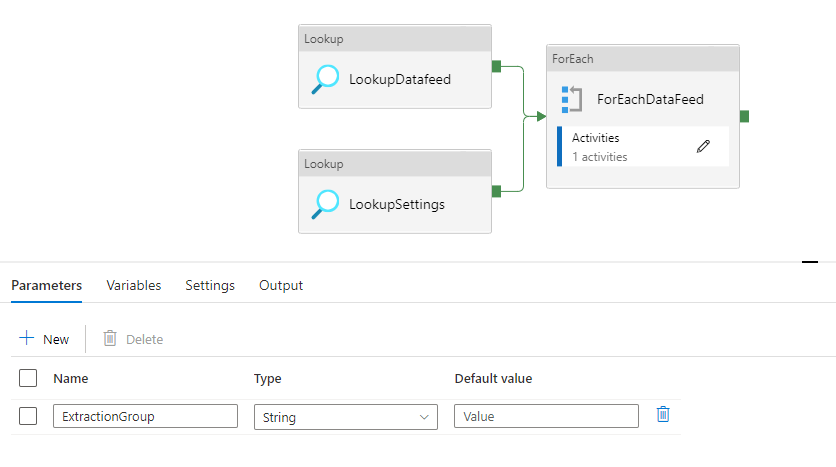 Lookup
LookupDatafeed
ForEach
ForEachDataFeed
Activities
1 activities
Lookup
LookupSettings
Parameters Variables Settings Output
New Delete
Name Type Default value
ExtractionGroup String Value